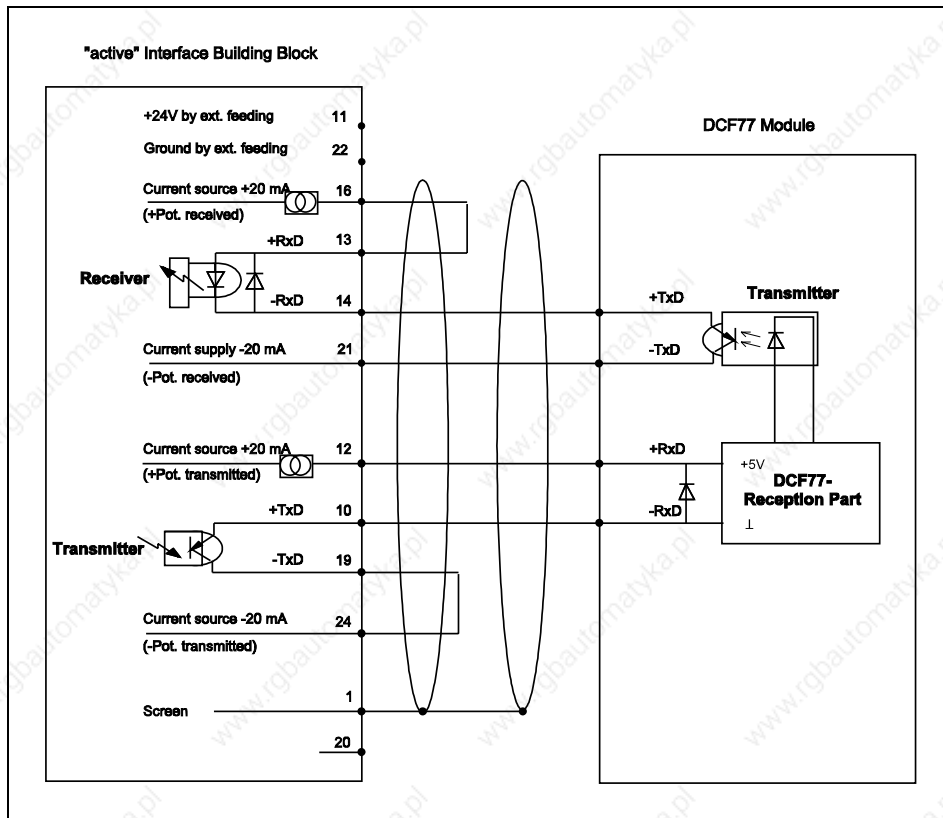 "active" Interface Building Block
+24V by ext. feeding 11
Ground by ext. feeding 22
Current source +20 mA 16
(+Pot. received)
+RxD 13
Receiver
-RxD 14
Current supply -20 mA 21
(-Pot. received)
Current source +20 mA 12
(+Pot. transmitted)
+TxD 10
Transmitter
-TxD 19
Current source -20 mA 24
(-Pot. transmitted)
1
Screen
20
DCF77 Module
+TxD
Transmitter
-TxD
+RxD
+5V
DCF77-
Reception Part
-RxD
⊥
www.rgbautomatyka.pl